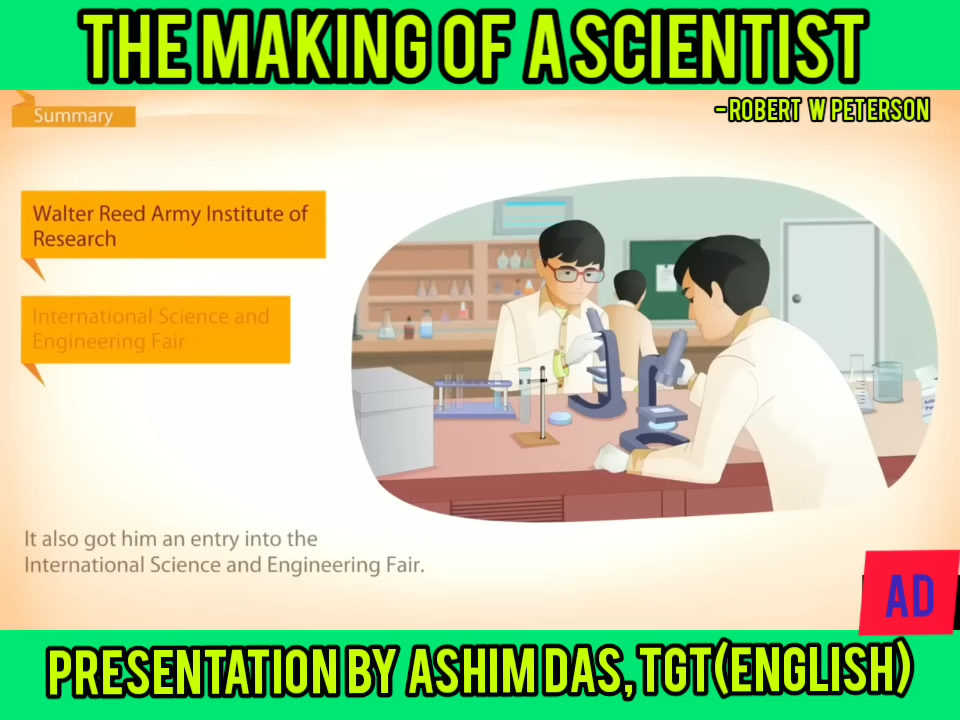 THE MAKING OF A SCIENTIST
Summary
- ROBERT W PETERSON
Walter Reed Army Institute of
Research
International Science and
Engineering Fair
It also got him an entry into the
International Science and Engineering Fair.
AD
PRESENTATION BY ASHIM DAS, TGT(ENGLISH)